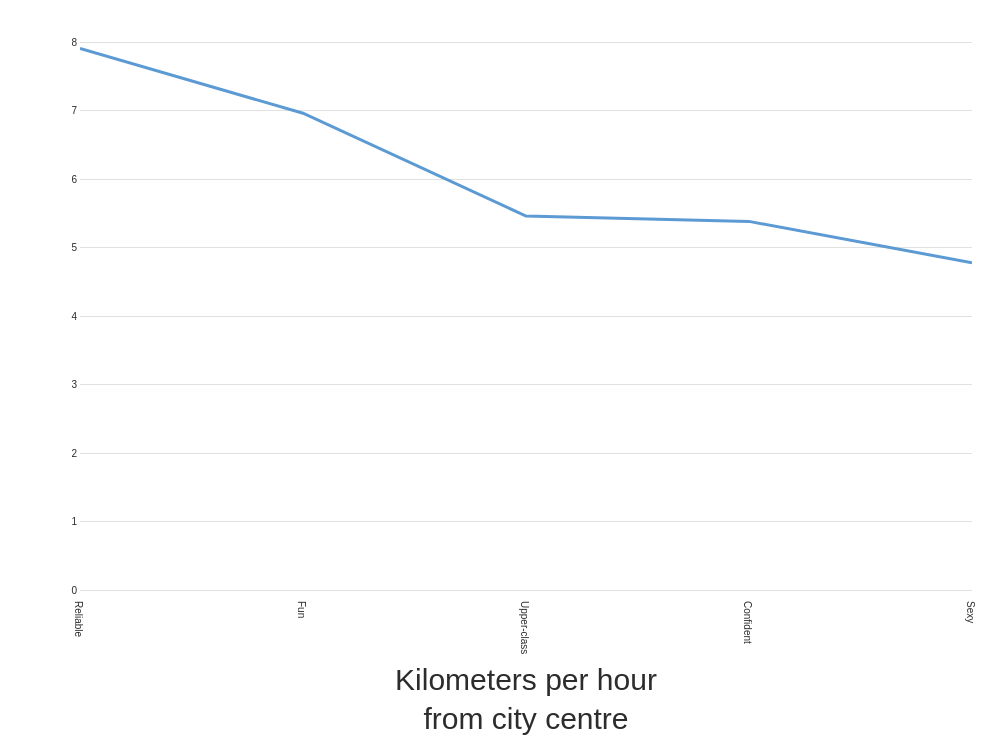 8
7
6
5
4
3
2
1
0
Reliable
Fun
Upper-class
Confident
Sexy
Kilometers per hour
from city centre